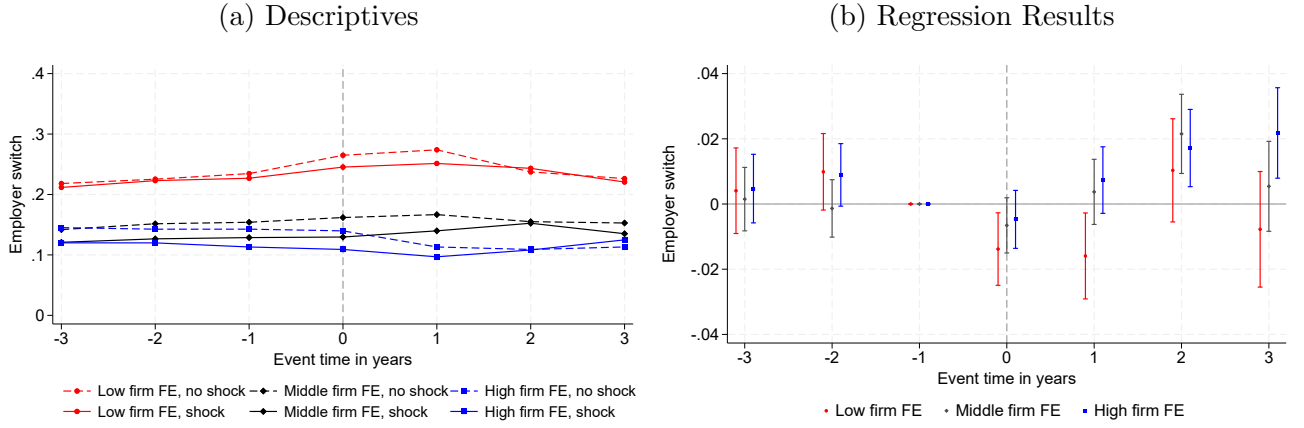 (a) Descriptives
.4
.3
.2
.1
0
Employer switch
-3 -2 -1 0 1 2 3
Event time in years
Low firm FE, no shock Middle firm FE, no shock High firm FE, no shock
Low firm FE, shock Middle firm FE, shock High firm FE, shock
(b) Regression Results
.04
.02
0
-.02
-.04
Employer switch
-3 -2 -1 0 1 2 3
Event time in years
Low firm FE Middle firm FE High firm FE